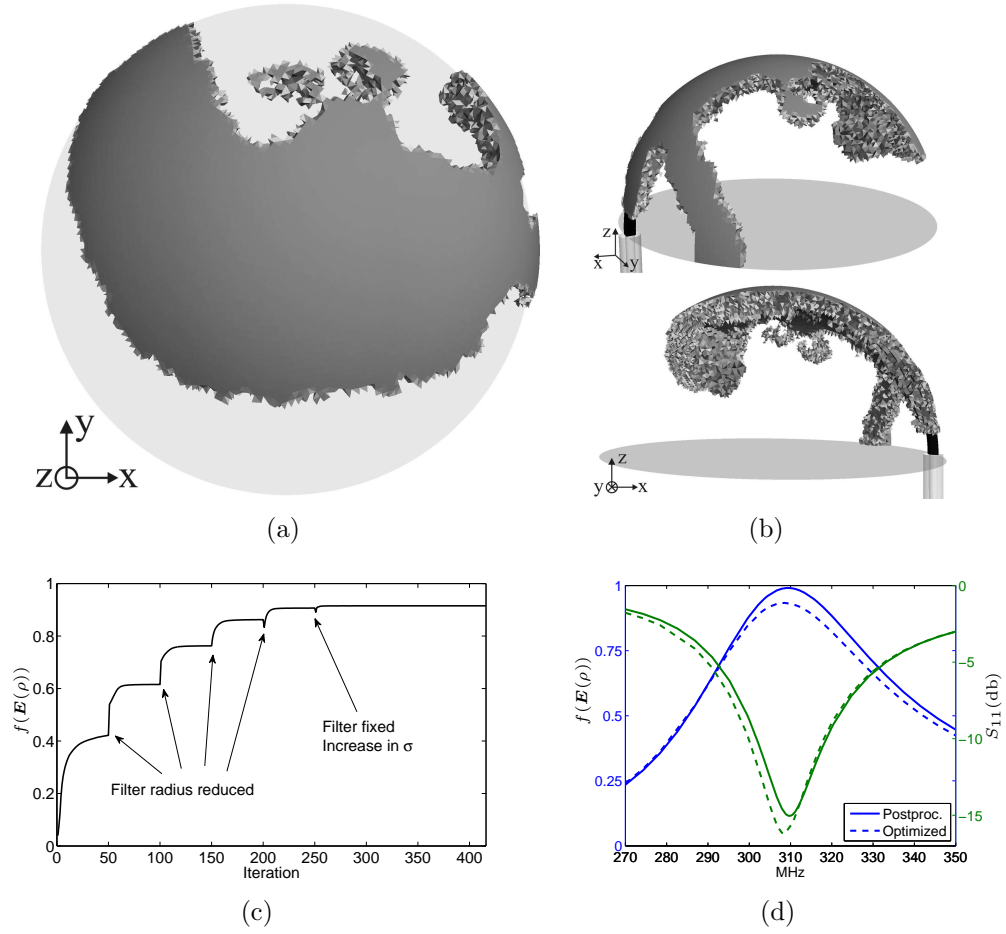 y
z x
(a)
z
x y
z
y x
(b)
1
0.8
0.6
0.4
0.2
0
f(E(ρ))
Filter radius reduced
Filter fixed
Increase in σ
0 50 100 150 200 250 300 350 400
Iteration
(c)
1
0.75
0.5
0.25
0
f(E(ρ))
0
−5
−10
−15
S11(db)
Postproc.
Optimized
270 280 290 300 310 320 330 340 350
MHz
(d)